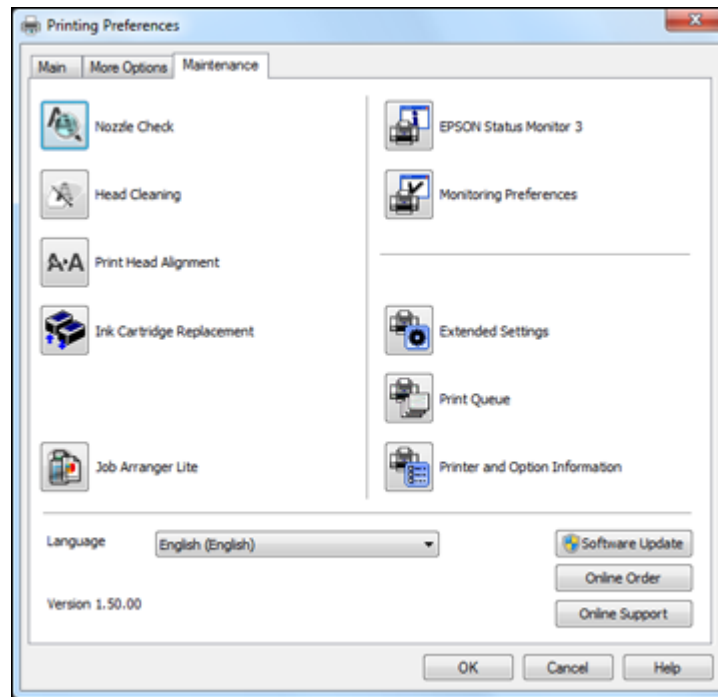 Printing Preferences
Main
More Options
Maintenance
Nozzle Check
EPSON Status Monitor 3
Head Cleaning
Monitoring Preferences
A·A
Print Head Alignment
Ink Cartridge Replacement
Extended Settings
Print Queue
Job Arranger Lite
Printer and Option Information
Language
English (English)
Software Update
Online Order
Version 1.50.00
Online Support
OK
Cancel
Help